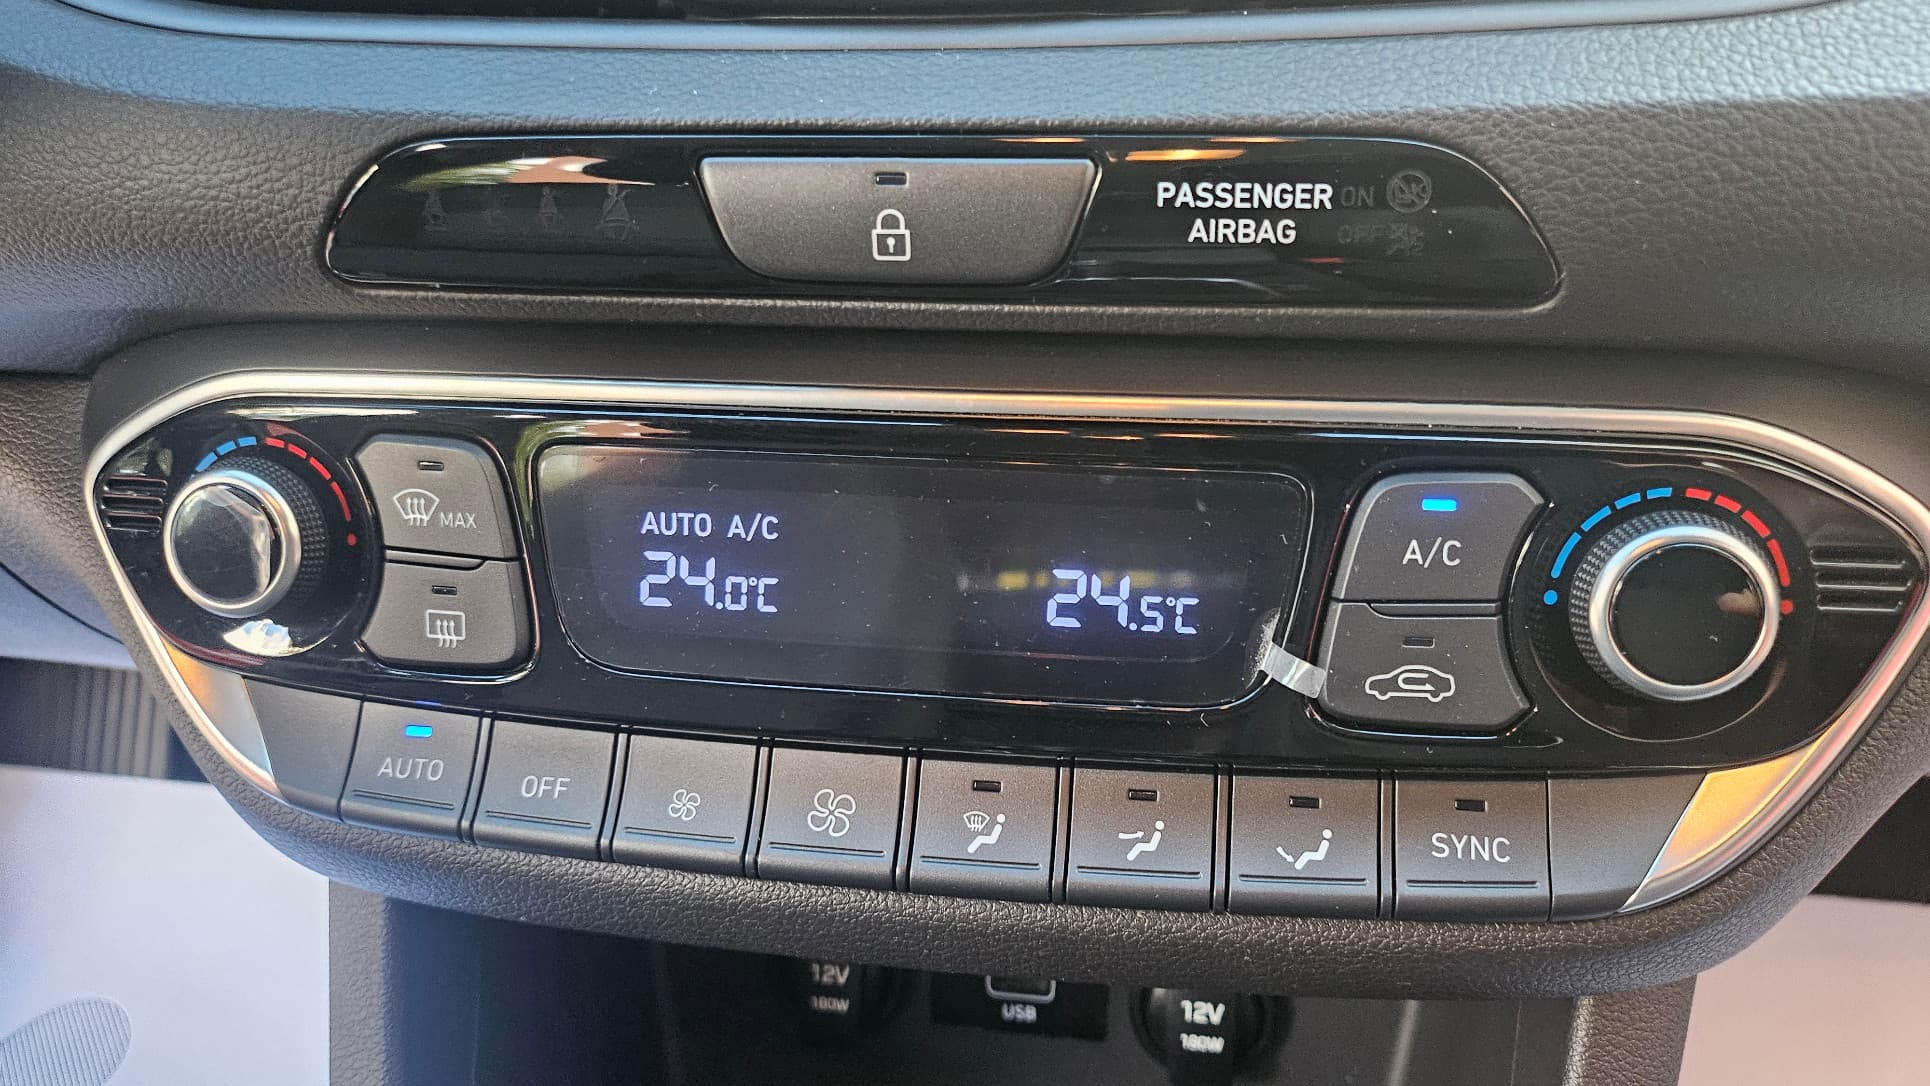 PASSENGER ON
AIRBAG OFF
MAX
AUTO A/C
24.0°C
24.5°C
A/C
AUTO
OFF
SYNC
12V
180W
USB
12V
180W